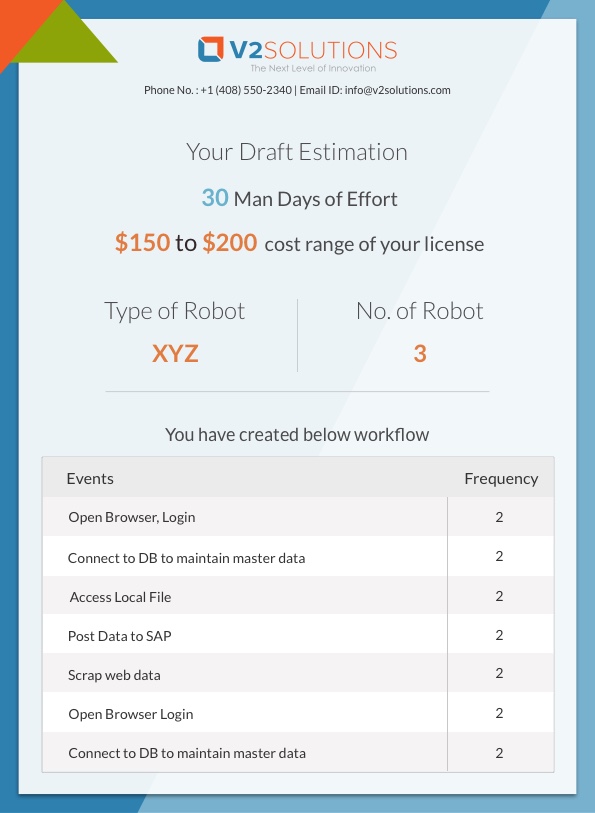 V2SOLUTIONS
The Next Level of Innovation
Phone No. : +1 (408) 550-2340 | Email ID: info@v2solutions.com
Your Draft Estimation
30 Man Days of Effort
$150 to $200 cost range of your license
Type of Robot
XYZ
No. of Robot
3
You have created below workflow
Events Frequency
Open Browser, Login 2
Connect to DB to maintain master data 2
Access Local File 2
Post Data to SAP 2
Scrap web data 2
Open Browser Login 2
Connect to DB to maintain master data 2